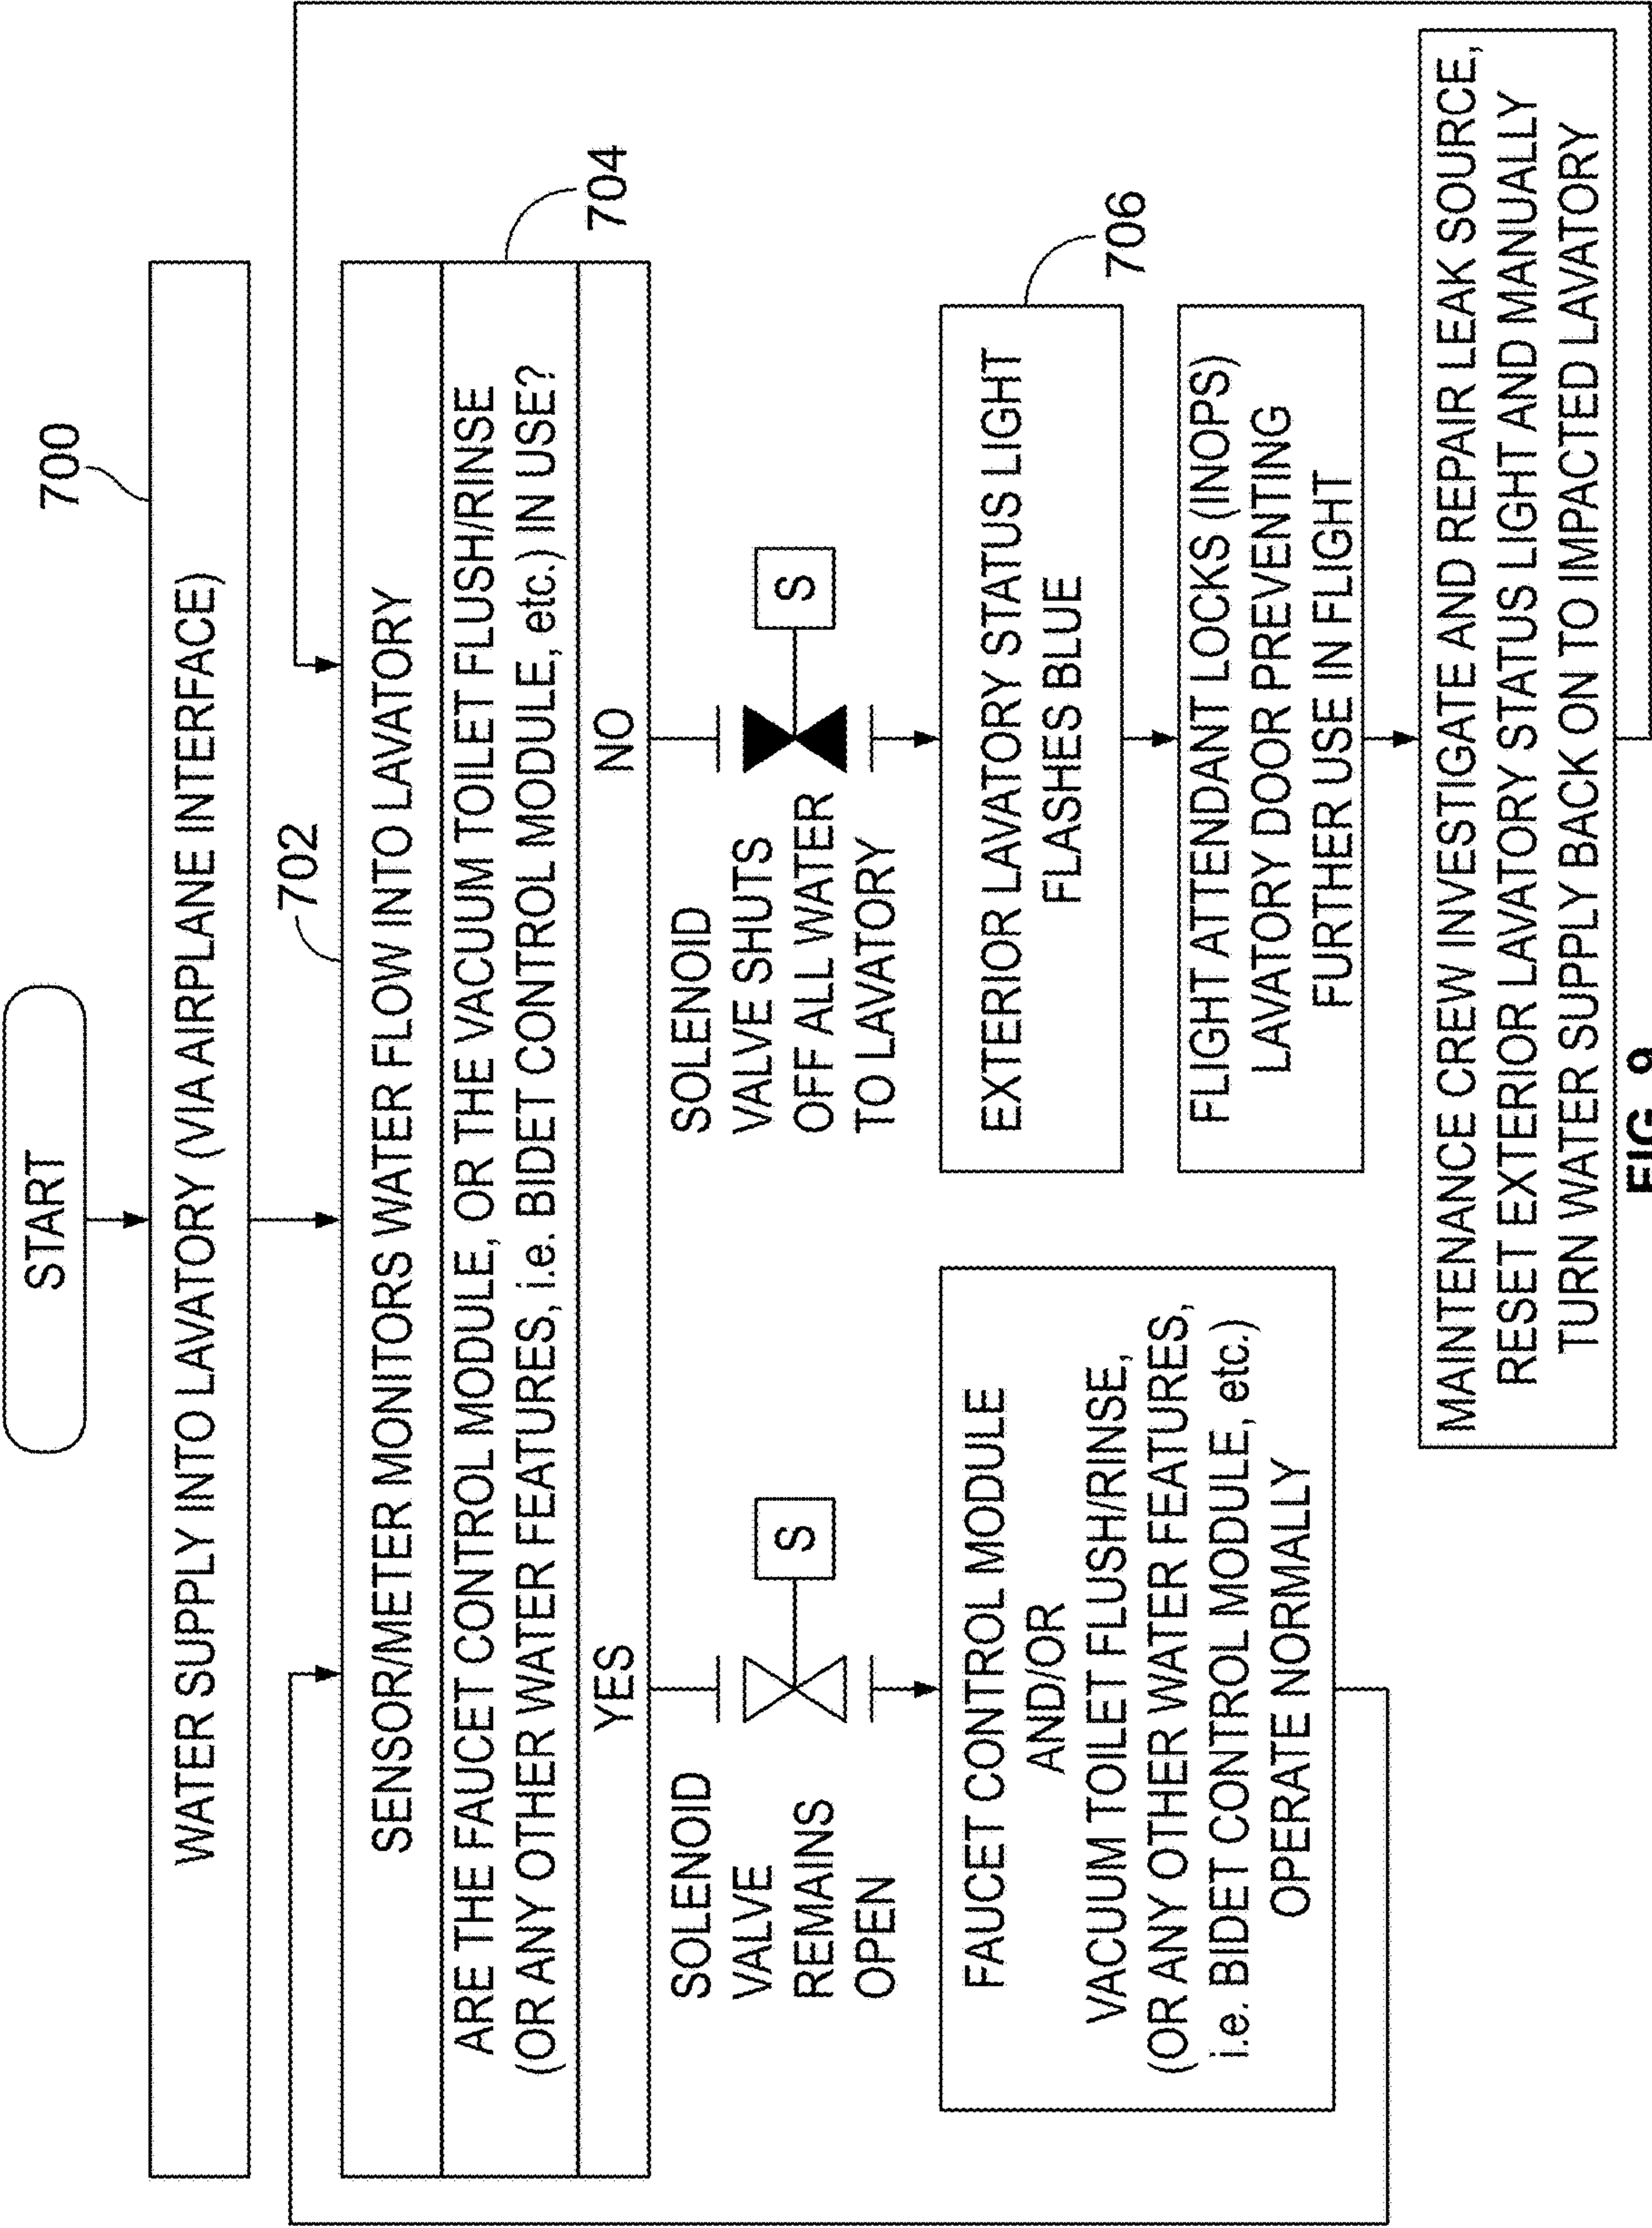 START
700
WATER SUPPLY INTO LAVATORY (VIA AIRPLANE INTERFACE)
702
SENSOR/METER MONITORS WATER FLOW INTO LAVATORY
704
ARE THE FAUCET CONTROL MODULE, OR THE VACUUM TOILET FLUSH/RINSE
(OR ANY OTHER WATER FEATURES, i.e. BIDET CONTROL MODULE, etc.) IN USE?
YES
NO
SOLENOID
VALVE
REMAINS
OPEN
S
SOLENOID
VALVE SHUTS
OFF ALL WATER
TO LAVATORY
S
FAUCET CONTROL MODULE
AND/OR
VACUUM TOILET FLUSH/RINSE,
(OR ANY OTHER WATER FEATURES,
i.e. BIDET CONTROL MODULE, etc.)
OPERATE NORMALLY
EXTERIOR LAVATORY STATUS LIGHT
FLASHES BLUE
706
FLIGHT ATTENDANT LOCKS (INOPS)
LAVATORY DOOR PREVENTING
FURTHER USE IN FLIGHT
MAINTENANCE CREW INVESTIGATE AND REPAIR LEAK SOURCE,
RESET EXTERIOR LAVATORY STATUS LIGHT AND MANUALLY
TURN WATER SUPPLY BACK ON TO IMPACTED LAVATORY
FIG. 9